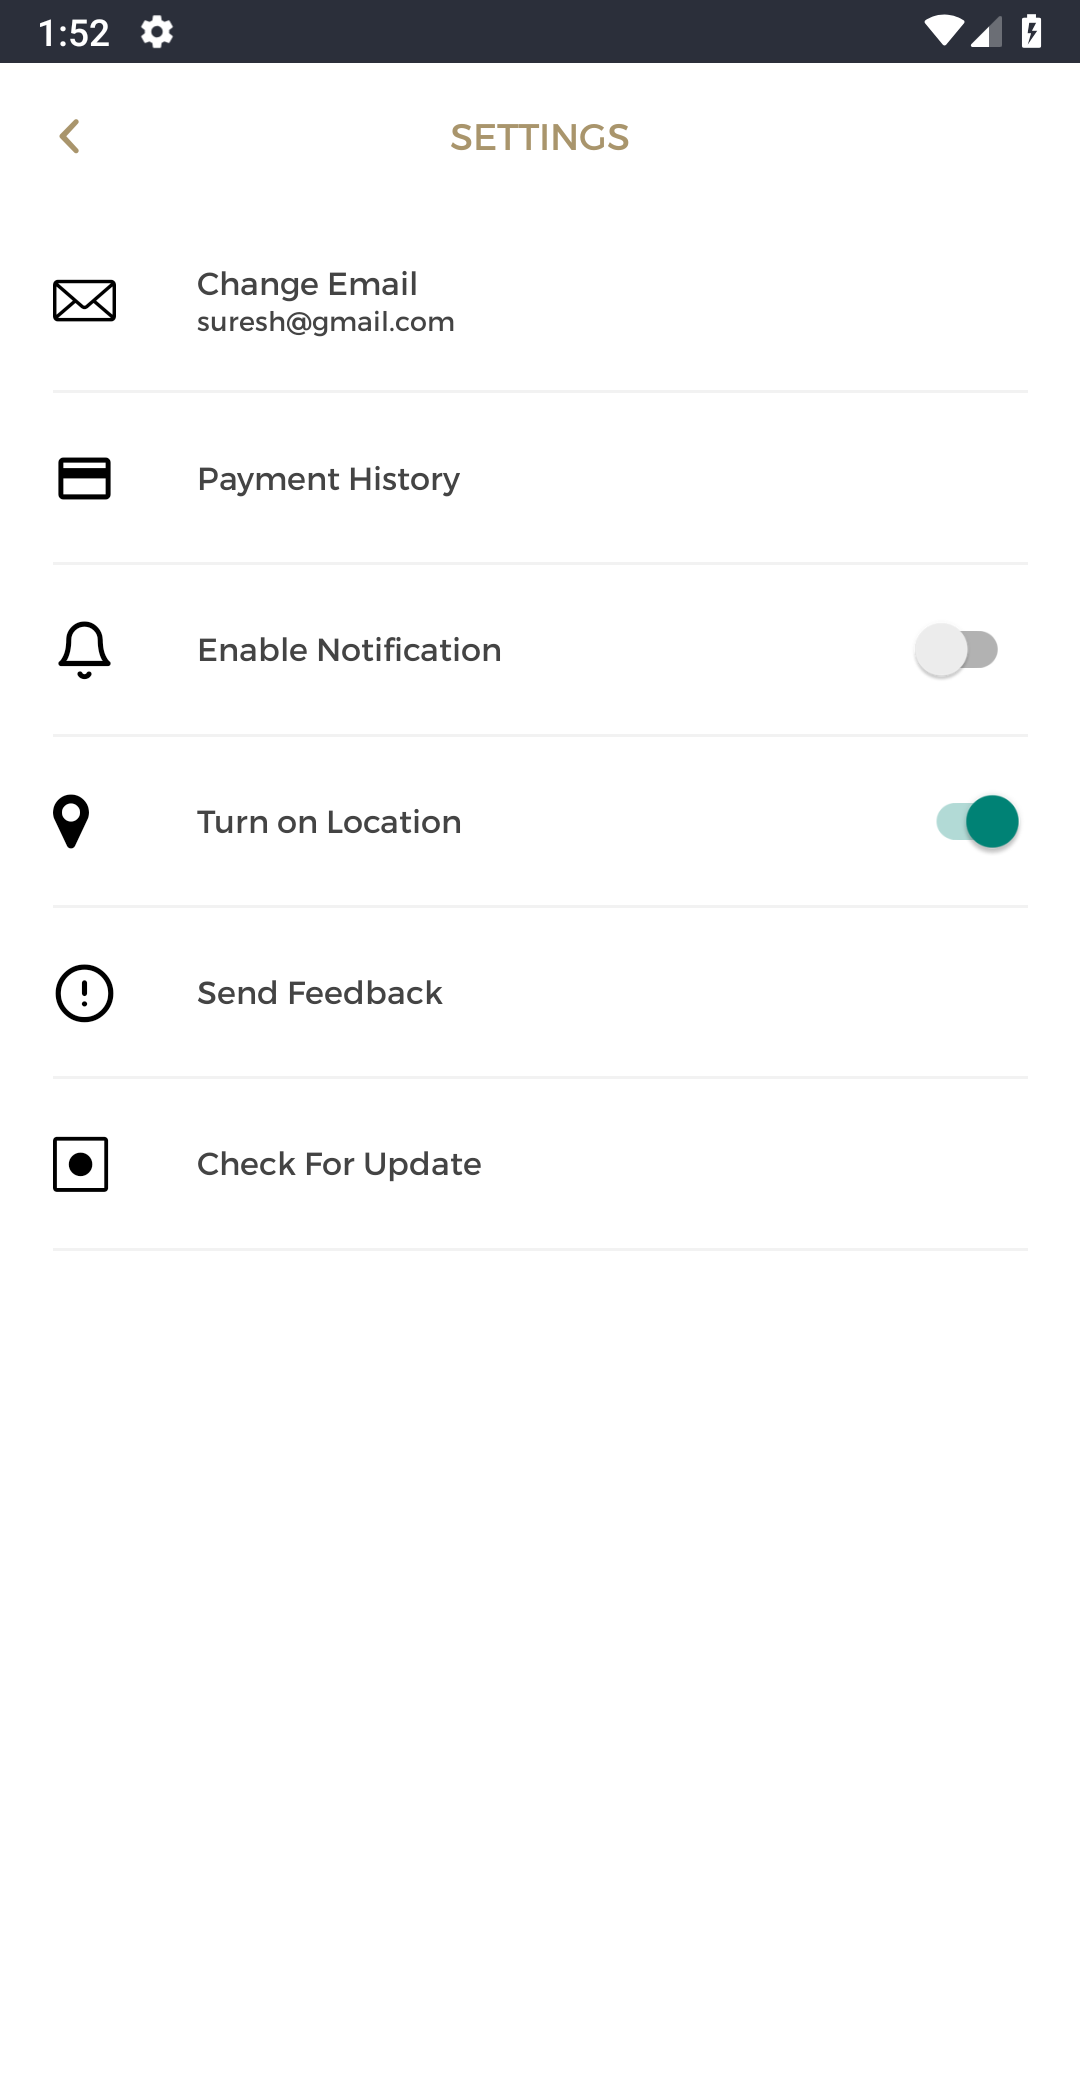 1:52
SETTINGS
Change Email
suresh@gmail.com
Payment History
Enable Notification
Turn on Location
Send Feedback
Check For Update